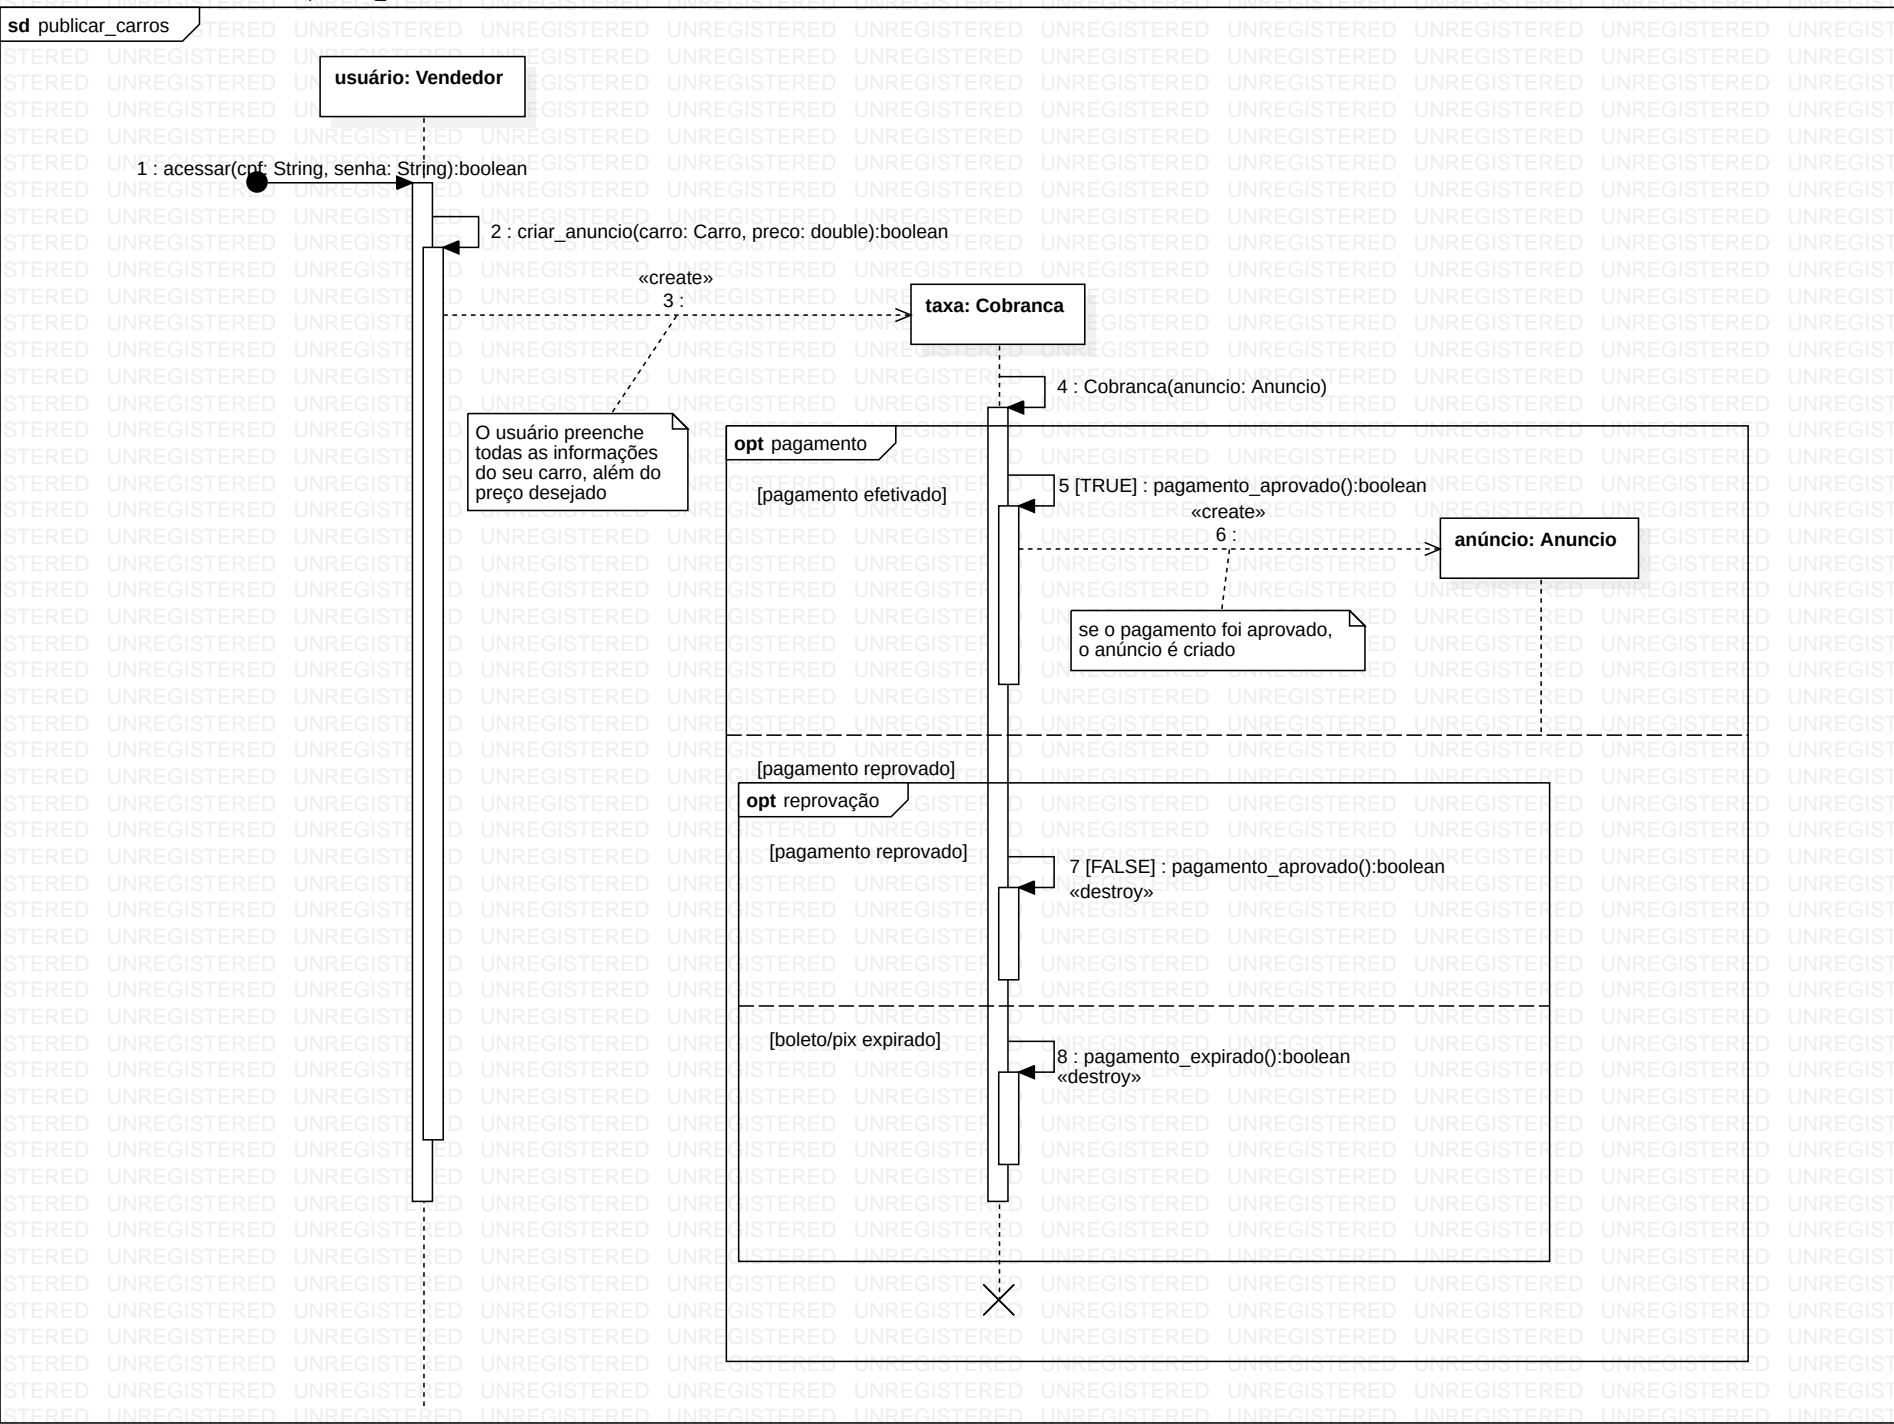 sd publicar_carros
usuário: Vendedor
1 : acessar(cpf: String, senha: String):boolean
2 : criar_anuncio(carro: Carro, preco: double):boolean
«create»
3 :
taxa: Cobranca
4 : Cobranca(anuncio: Anuncio)
O usuário preenche
todas as informações
do seu carro, além do
preço desejado
opt pagamento
[pagamento efetivado]
5 [TRUE] : pagamento_aprovado():boolean
«create»
6 :
anúncio: Anuncio
se o pagamento foi aprovado,
o anúncio é criado
[pagamento reprovado]
opt reprovação
[pagamento reprovado]
7 [FALSE] : pagamento_aprovado():boolean
«destroy»
[boleto/pix expirado]
8 : pagamento_expirado():boolean
«destroy»
UNREGISTERED